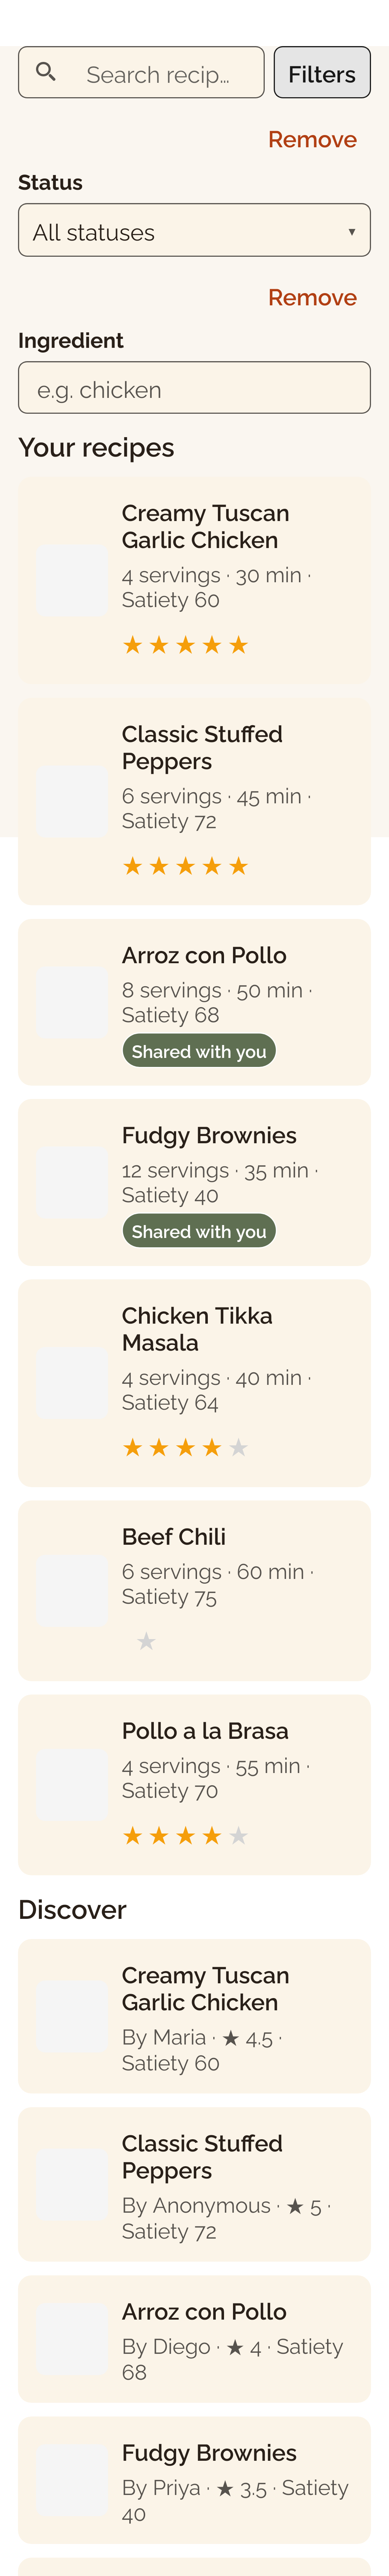 Search recip...
Filters
Remove
Status
All statuses
Remove
Ingredient
e.g. chicken
Your recipes
Creamy Tuscan
Garlic Chicken
4 servings · 30 min ·
Satiety 60
★★★★★
Classic Stuffed
Peppers
6 servings · 45 min ·
Satiety 72
★★★★★
Arroz con Pollo
8 servings · 50 min ·
Satiety 68
Shared with you
Fudgy Brownies
12 servings · 35 min ·
Satiety 40
Shared with you
Chicken Tikka
Masala
4 servings · 40 min ·
Satiety 64
★★★★★
Beef Chili
6 servings · 60 min ·
Satiety 75
★
Pollo a la Brasa
4 servings · 55 min ·
Satiety 70
★★★★★
Discover
Creamy Tuscan
Garlic Chicken
By Maria · ★ 4.5 ·
Satiety 60
Classic Stuffed
Peppers
By Anonymous · ★ 5 ·
Satiety 72
Arroz con Pollo
By Diego · ★ 4 · Satiety
68
Fudgy Brownies
By Priya · ★ 3.5 · Satiety
40